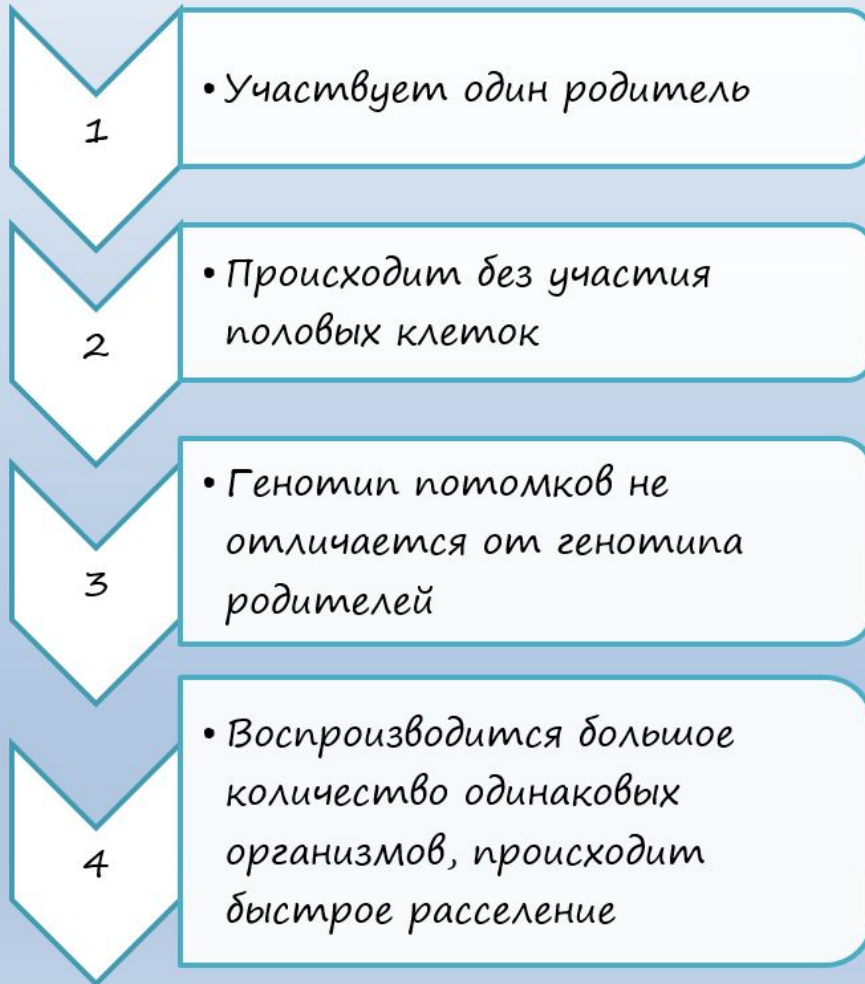 1
• Участвует один родитель
2
• Происходит без участия
половых клеток
3
• Генотип потомков не
отличается от генотипа
родителей
4
• Воспроизводится большое
количество одинаковых
организмов, происходит
быстрое расселение